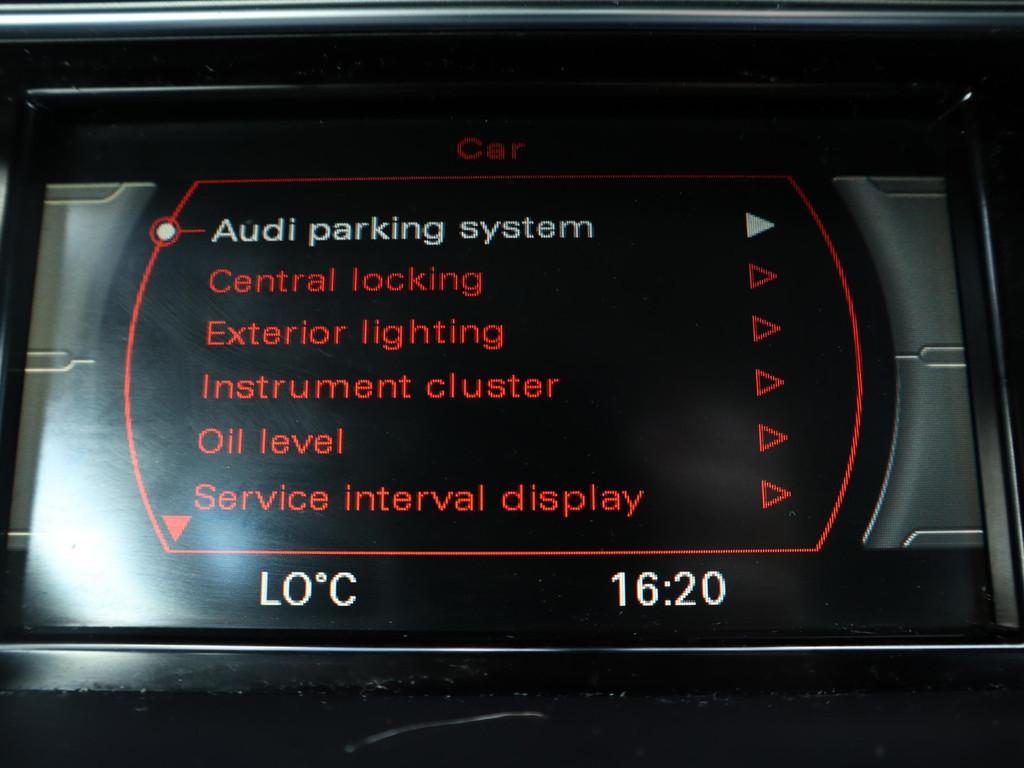 Car
Audi parking system
Central locking
Exterior lighting
Instrument cluster
Oil level
Service interval display
LO°C 16:20